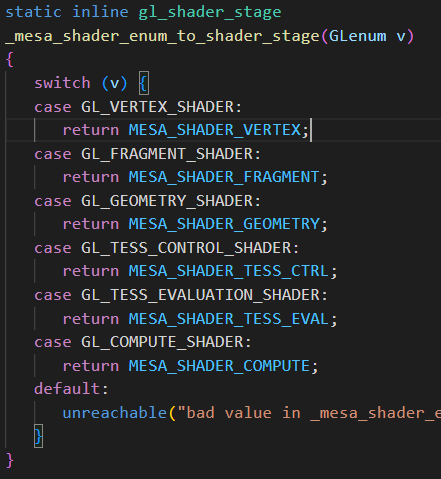 static inline gl_shader_stage
_mesa_shader_enum_to_shader_stage(GLenum v)
{
   switch (v) {
   case GL_VERTEX_SHADER:
      return MESA_SHADER_VERTEX;
   case GL_FRAGMENT_SHADER:
      return MESA_SHADER_FRAGMENT;
   case GL_GEOMETRY_SHADER:
      return MESA_SHADER_GEOMETRY;
   case GL_TESS_CONTROL_SHADER:
      return MESA_SHADER_TESS_CTRL;
   case GL_TESS_EVALUATION_SHADER:
      return MESA_SHADER_TESS_EVAL;
   case GL_COMPUTE_SHADER:
      return MESA_SHADER_COMPUTE;
   default:
      unreachable("bad value in _mesa_shader_e
   }
}